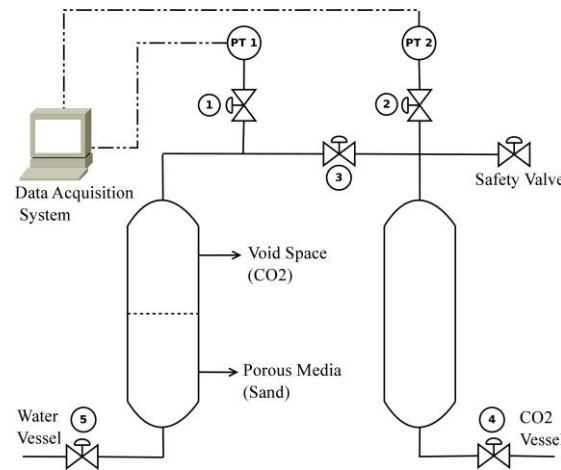 PT 1
PT 2
1
2
3
Data Acquisition
System
Safety Valve
Void Space
(CO2)
Porous Media
(Sand)
Water
Vessel
5
4
CO2
Vessel